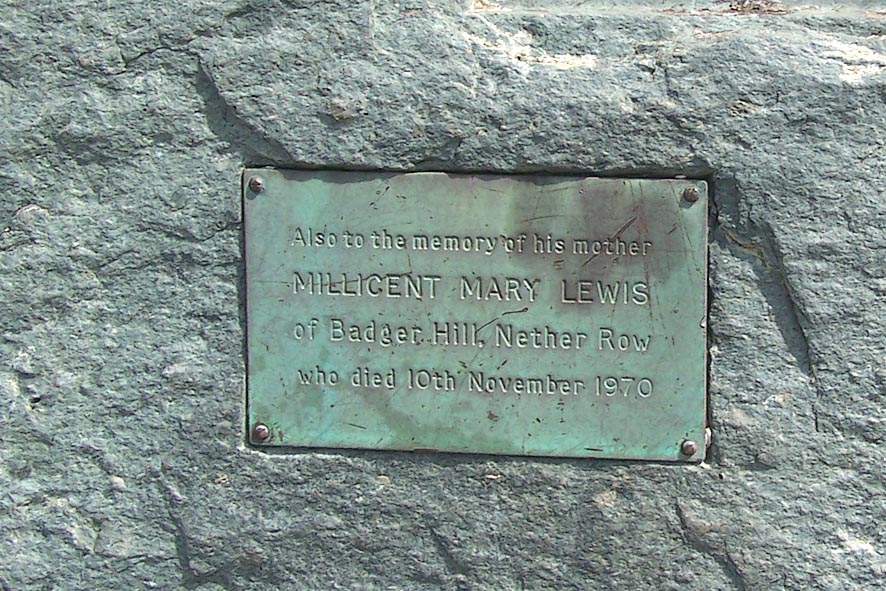 Also to the memory of his mother
MILLICENT MARY LEWIS
of Badger Hill, Nether Row
who died 10th November 1970